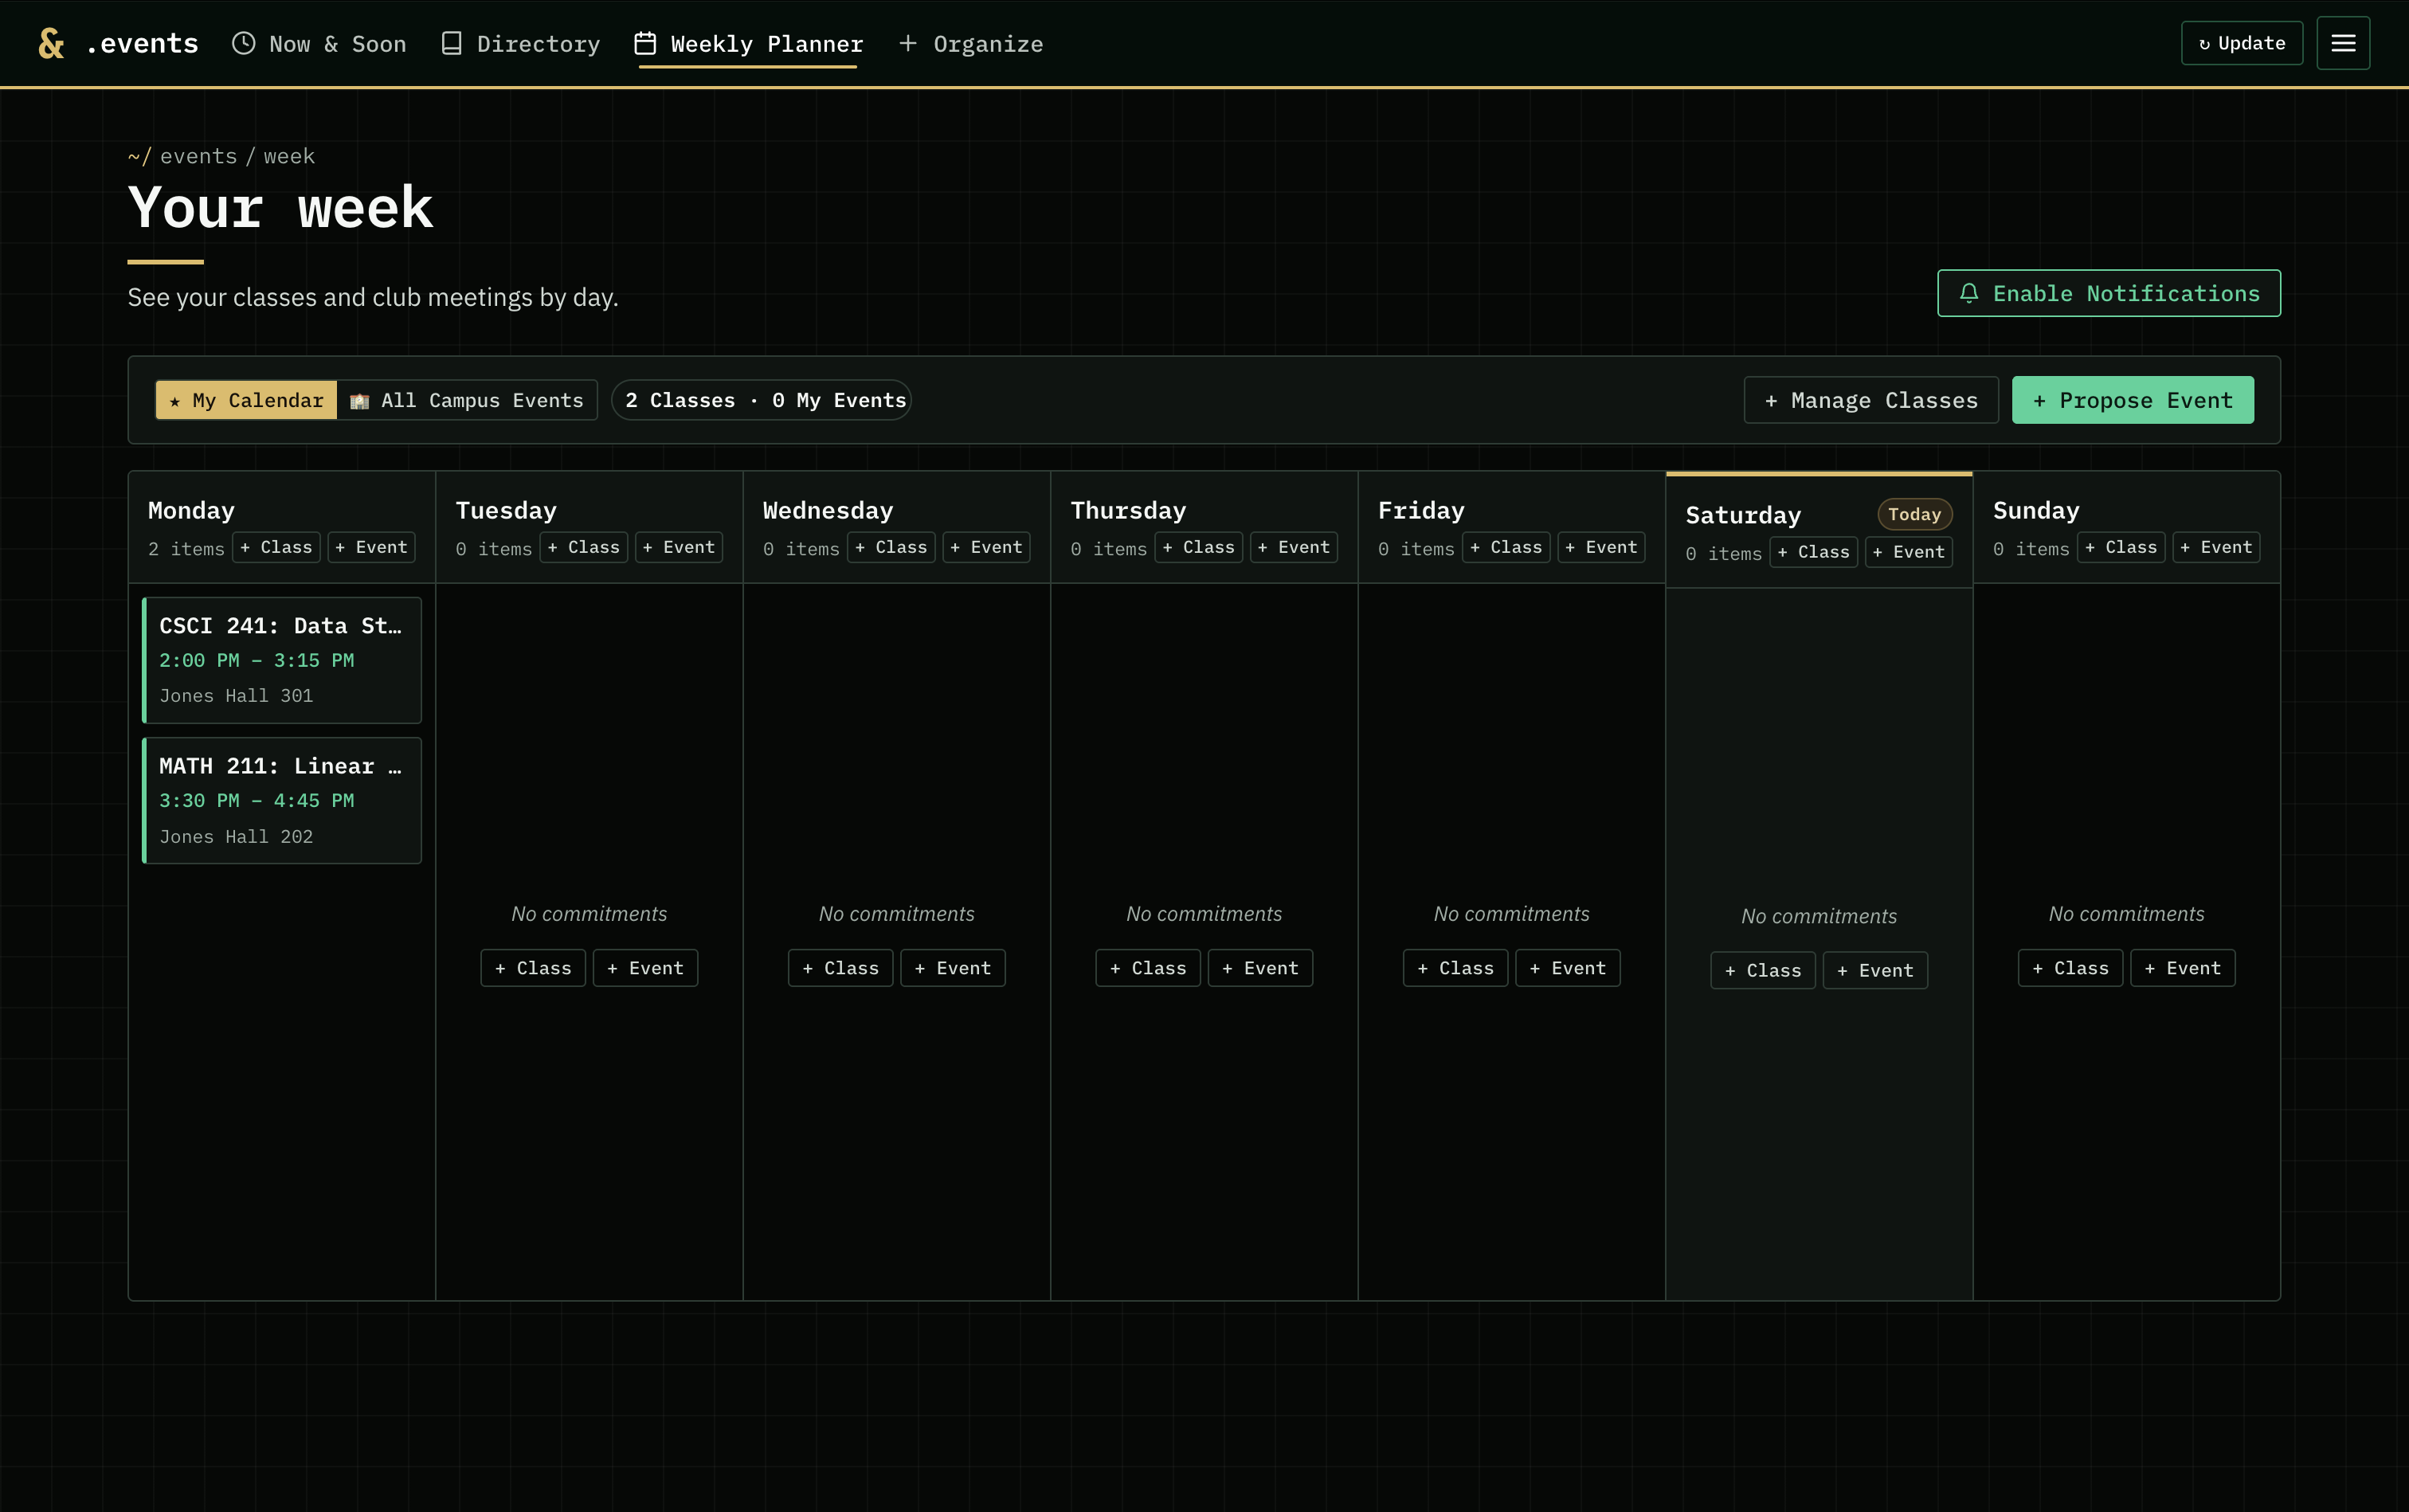 & .events Now & Soon Directory Weekly Planner + Organize ↻ Update
~/ events / week
Your week
See your classes and club meetings by day.
Enable Notifications
★ My Calendar 🏫 All Campus Events 2 Classes · 0 My Events + Manage Classes + Propose Event
Monday
2 items + Class + Event
CSCI 241: Data St…
2:00 PM – 3:15 PM
Jones Hall 301
MATH 211: Linear …
3:30 PM – 4:45 PM
Jones Hall 202
Tuesday
0 items + Class + Event
No commitments
+ Class + Event
Wednesday
0 items + Class + Event
No commitments
+ Class + Event
Thursday
0 items + Class + Event
No commitments
+ Class + Event
Friday
0 items + Class + Event
No commitments
+ Class + Event
Saturday Today
0 items + Class + Event
No commitments
+ Class + Event
Sunday
0 items + Class + Event
No commitments
+ Class + Event